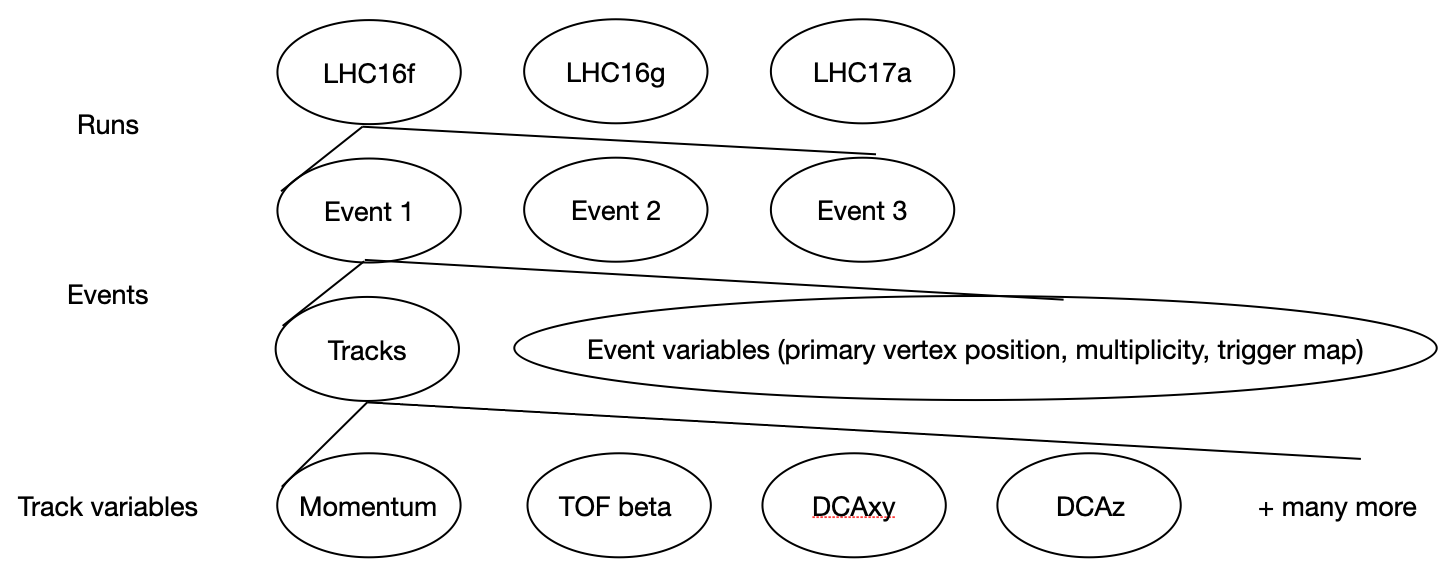 LHC16f
LHC16g
LHC17a
Runs
Event 1
Event 2
Event 3
Events
Tracks
Event variables (primary vertex position, multiplicity, trigger map)
Track variables
Momentum
TOF beta
DCAxy
DCAz
+ many more